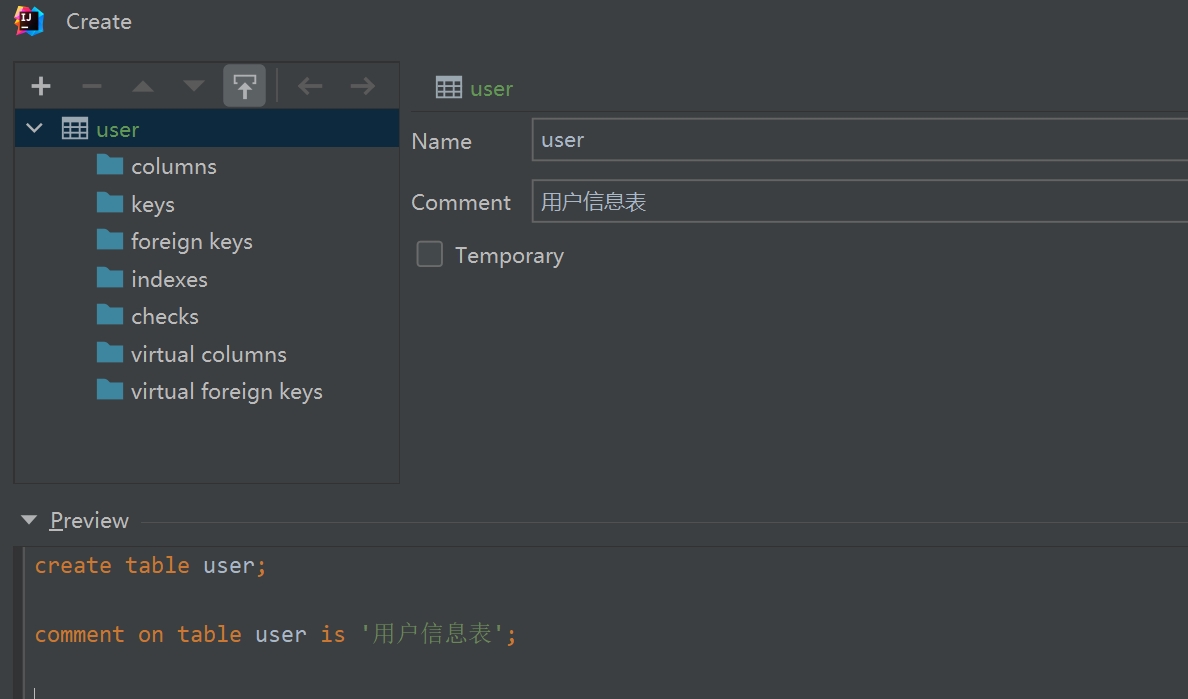 Create
user
columns
keys
foreign keys
indexes
checks
virtual columns
virtual foreign keys
user
Name user
Comment 用户信息表
Temporary
Preview
create table user;
comment on table user is '用户信息表';